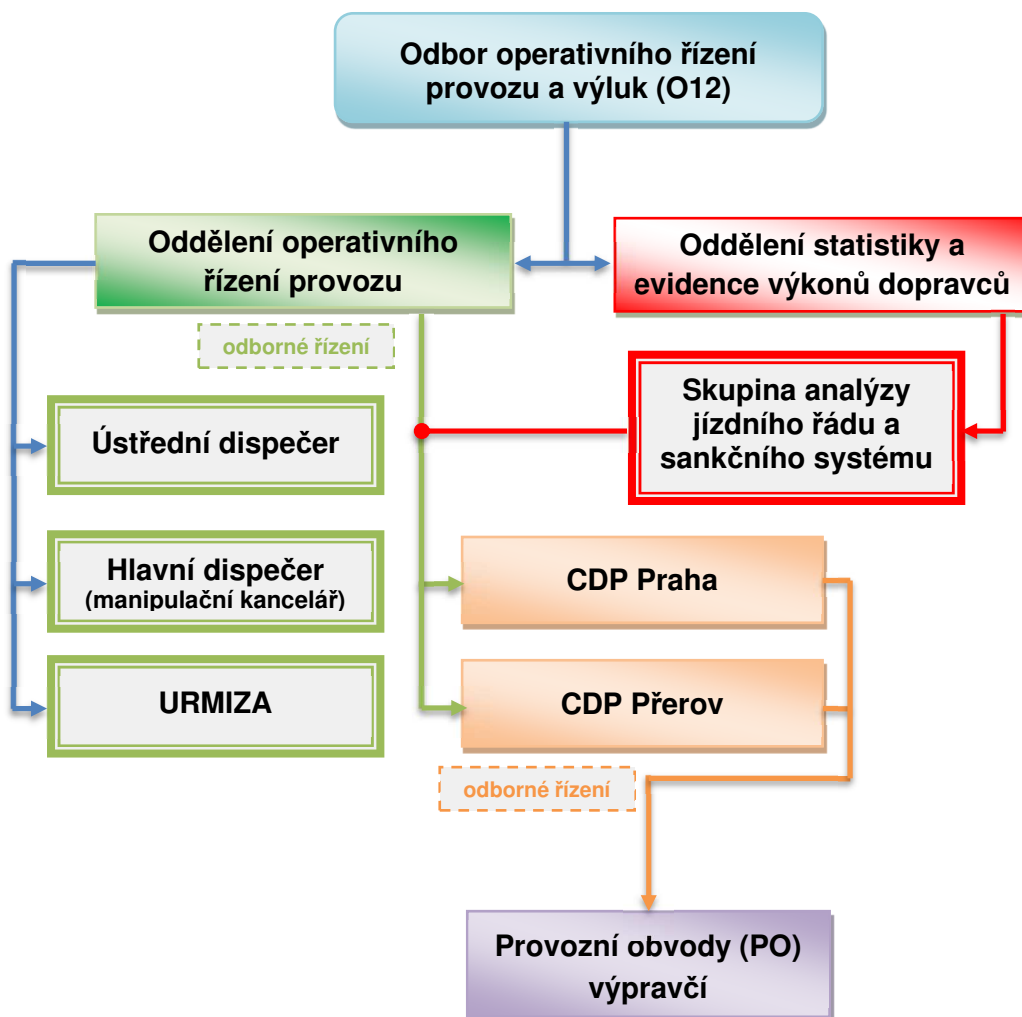 Odbor operativního řízení
provozu a výluk (O12)
Oddělení operativního
řízení provozu
Oddělení statistiky a
evidence výkonů dopravců
odborné řízení
Skupina analýzy
jízdního řádu a
sankčního systému
Ústřední dispečer
Hlavní dispečer
(manipulační kancelář)
CDP Praha
URMIZA
CDP Přerov
odborné řízení
Provozní obvody (PO)
výpravčí